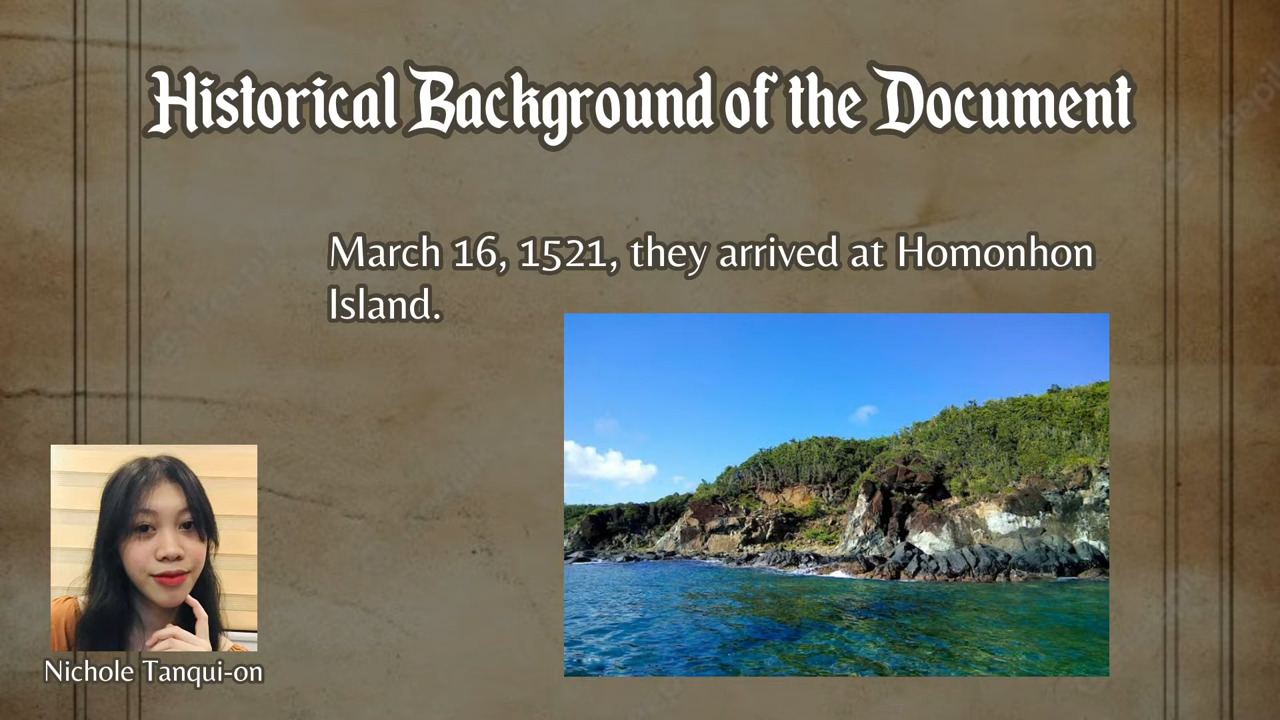 Historical Background of the Document
March 16, 1521, they arrived at Homonhon
Island.
Nichole Tanqui-on